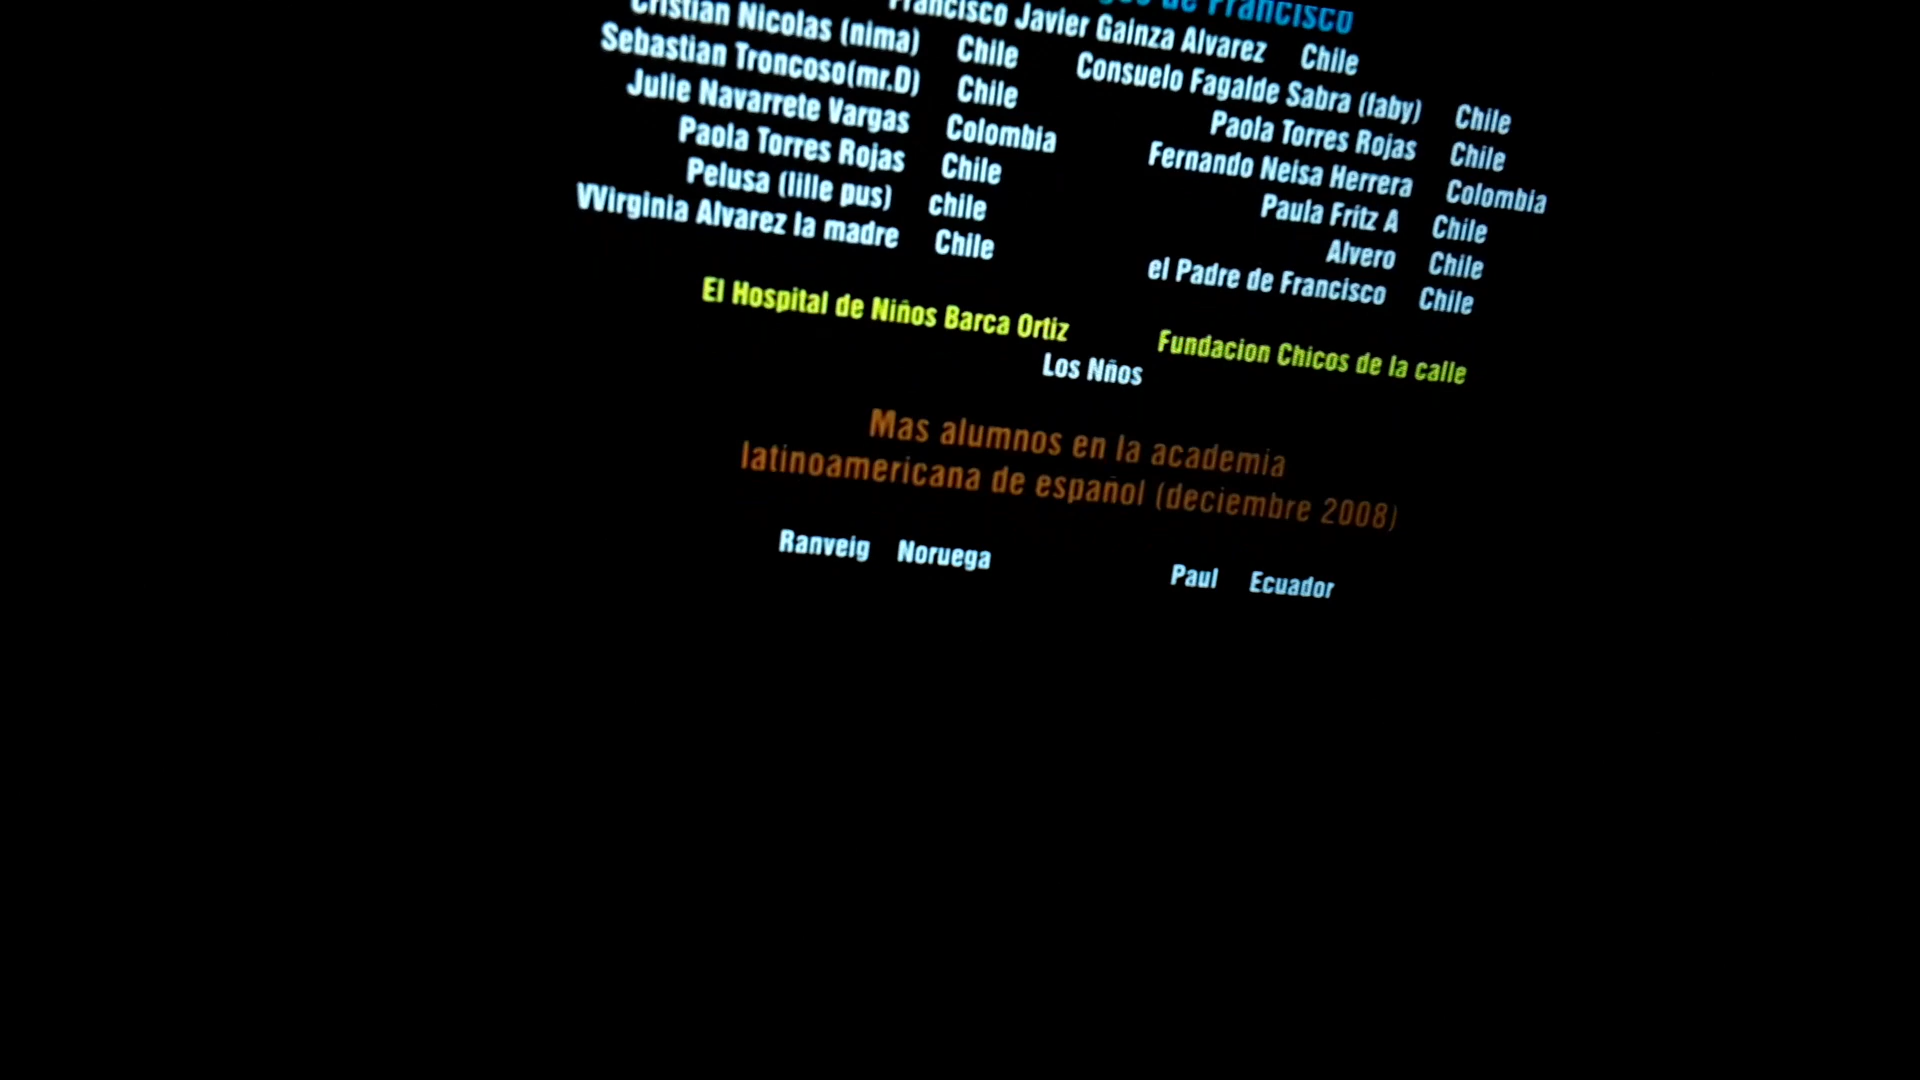 de Francisco
Francisco Javier Gainza Alvarez Chile
Cristian Nicolas (nima) Chile
Consuelo Fagalde Sabra (faby) Chile
Sebastian Troncoso(mr.D) Chile
Paola Torres Rojas Chile
Julie Navarrete Vargas Colombia
Fernando Neisa Herrera Colombia
Paola Torres Rojas Chile
Paula Fritz A Chile
Pelusa (lille pus) chile
Alvero Chile
VVirginia Alvarez la madre Chile
el Padre de Francisco Chile
El Hospital de Niños Barca Ortiz
Fundacion Chicos de la calle
Los Nños
Mas alumnos en la academia
latinoamericana de español (deciembre 2008)
Ranveig Noruega
Paul Ecuador